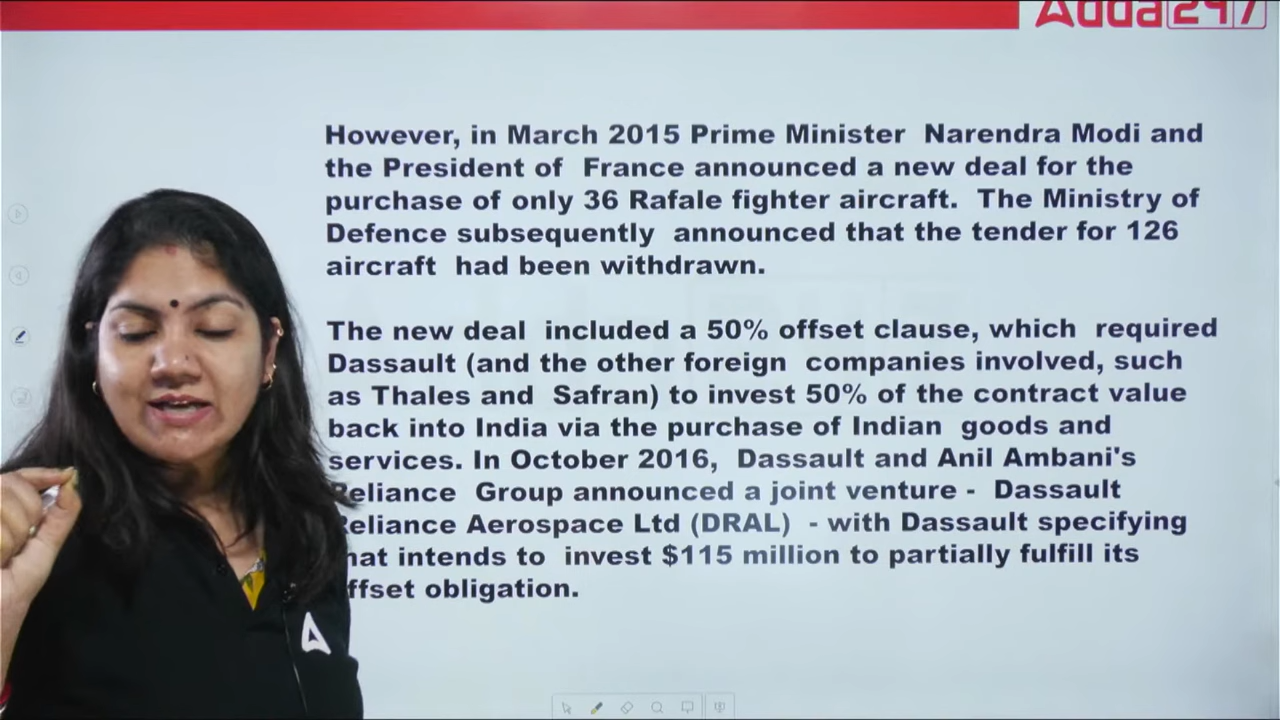 Adda247
However, in March 2015 Prime Minister Narendra Modi and
the President of France announced a new deal for the
purchase of only 36 Rafale fighter aircraft. The Ministry of
Defence subsequently announced that the tender for 126
aircraft had been withdrawn.
The new deal included a 50% offset clause, which required
Dassault (and the other foreign companies involved, such
as Thales and Safran) to invest 50% of the contract value
back into India via the purchase of Indian goods and
services. In October 2016, Dassault and Anil Ambani's
Reliance Group announced a joint venture - Dassault
Reliance Aerospace Ltd (DRAL) - with Dassault specifying
hat intends to invest $115 million to partially fulfill its
ffset obligation.